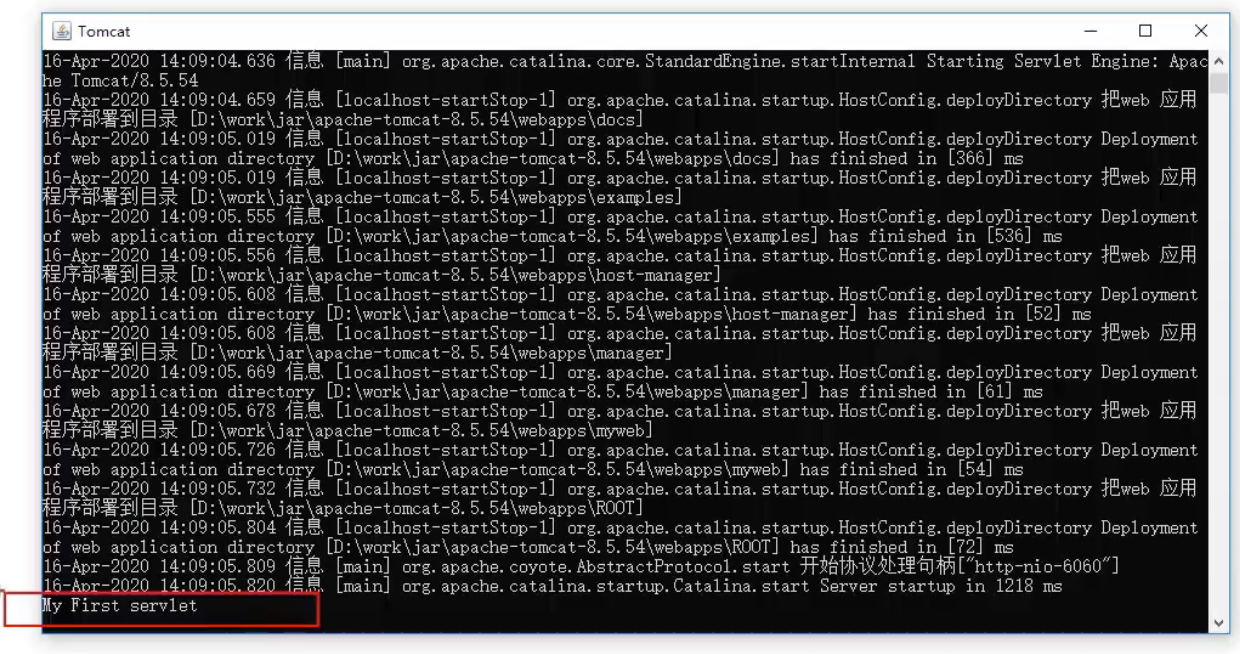 Tomcat
16-Apr-2020 14:09:04.636 信息 [main] org.apache.catalina.core.StandardEngine.startInternal Starting Servlet Engine: Apac
he Tomcat/8.5.54
16-Apr-2020 14:09:04.659 信息 [localhost-startStop-1] org.apache.catalina.startup.HostConfig.deployDirectory 把web 应用
程序部署到目录 [D:\work\jar\apache-tomcat-8.5.54\webapps\docs]
16-Apr-2020 14:09:05.019 信息 [localhost-startStop-1] org.apache.catalina.startup.HostConfig.deployDirectory Deployment
of web application directory [D:\work\jar\apache-tomcat-8.5.54\webapps\docs] has finished in [366] ms
16-Apr-2020 14:09:05.019 信息 [localhost-startStop-1] org.apache.catalina.startup.HostConfig.deployDirectory 把web 应用
程序部署到目录 [D:\work\jar\apache-tomcat-8.5.54\webapps\examples]
16-Apr-2020 14:09:05.555 信息 [localhost-startStop-1] org.apache.catalina.startup.HostConfig.deployDirectory Deployment
of web application directory [D:\work\jar\apache-tomcat-8.5.54\webapps\examples] has finished in [536] ms
16-Apr-2020 14:09:05.556 信息 [localhost-startStop-1] org.apache.catalina.startup.HostConfig.deployDirectory 把web 应用
程序部署到目录 [D:\work\jar\apache-tomcat-8.5.54\webapps\host-manager]
16-Apr-2020 14:09:05.608 信息 [localhost-startStop-1] org.apache.catalina.startup.HostConfig.deployDirectory Deployment
of web application directory [D:\work\jar\apache-tomcat-8.5.54\webapps\host-manager] has finished in [52] ms
16-Apr-2020 14:09:05.608 信息 [localhost-startStop-1] org.apache.catalina.startup.HostConfig.deployDirectory 把web 应用
程序部署到目录 [D:\work\jar\apache-tomcat-8.5.54\webapps\manager]
16-Apr-2020 14:09:05.669 信息 [localhost-startStop-1] org.apache.catalina.startup.HostConfig.deployDirectory Deployment
of web application directory [D:\work\jar\apache-tomcat-8.5.54\webapps\manager] has finished in [61] ms
16-Apr-2020 14:09:05.678 信息 [localhost-startStop-1] org.apache.catalina.startup.HostConfig.deployDirectory 把web 应用
程序部署到目录 [D:\work\jar\apache-tomcat-8.5.54\webapps\myweb]
16-Apr-2020 14:09:05.726 信息 [localhost-startStop-1] org.apache.catalina.startup.HostConfig.deployDirectory Deployment
of web application directory [D:\work\jar\apache-tomcat-8.5.54\webapps\myweb] has finished in [54] ms
16-Apr-2020 14:09:05.732 信息 [localhost-startStop-1] org.apache.catalina.startup.HostConfig.deployDirectory 把web 应用
程序部署到目录 [D:\work\jar\apache-tomcat-8.5.54\webapps\ROOT]
16-Apr-2020 14:09:05.804 信息 [localhost-startStop-1] org.apache.catalina.startup.HostConfig.deployDirectory Deployment
of web application directory [D:\work\jar\apache-tomcat-8.5.54\webapps\ROOT] has finished in [72] ms
16-Apr-2020 14:09:05.809 信息 [main] org.apache.coyote.AbstractProtocol.start 开始协议处理句柄["http-nio-6060"]
16-Apr-2020 14:09:05.820 信息 [main] org.apache.catalina.startup.Catalina.start Server startup in 1218 ms
My First servlet